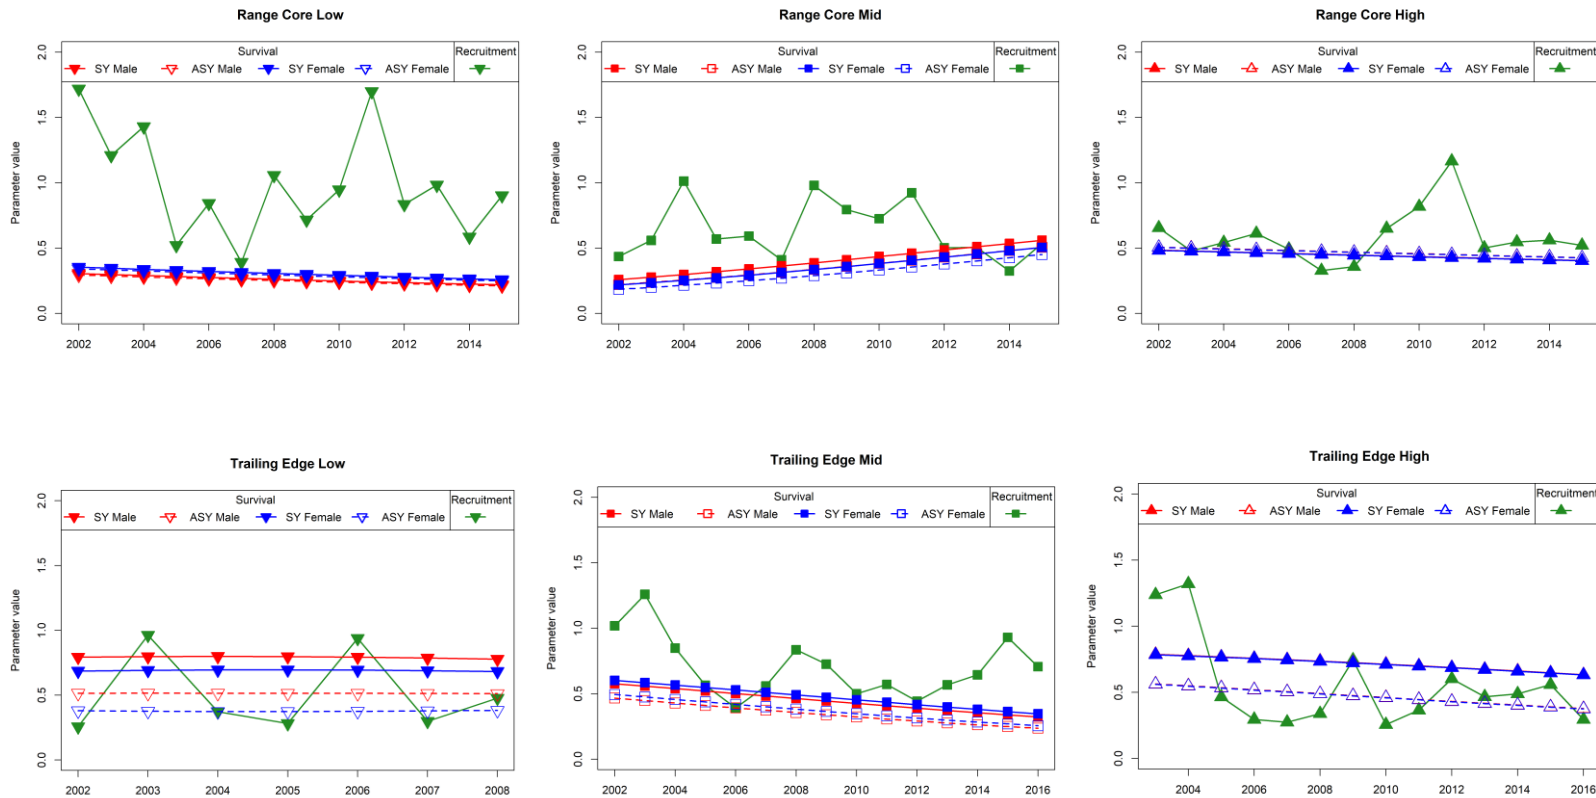 Range Core Low
Survival Recruitment
SY Male ASY Male SY Female ASY Female
Parameter value
0.0 0.5 1.0 1.5 2.0
2002 2004 2006 2008 2010 2012 2014
Range Core Mid
Survival Recruitment
SY Male ASY Male SY Female ASY Female
Parameter value
0.0 0.5 1.0 1.5 2.0
2002 2004 2006 2008 2010 2012 2014
Range Core High
Survival Recruitment
SY Male ASY Male SY Female ASY Female
Parameter value
0.0 0.5 1.0 1.5 2.0
2002 2004 2006 2008 2010 2012 2014
Trailing Edge Low
Survival Recruitment
SY Male ASY Male SY Female ASY Female
Parameter value
0.0 0.5 1.0 1.5 2.0
2002 2003 2004 2005 2006 2007 2008
Trailing Edge Mid
Survival Recruitment
SY Male ASY Male SY Female ASY Female
Parameter value
0.0 0.5 1.0 1.5 2.0
2002 2004 2006 2008 2010 2012 2014 2016
Trailing Edge High
Survival Recruitment
SY Male ASY Male SY Female ASY Female
Parameter value
0.0 0.5 1.0 1.5 2.0
2004 2006 2008 2010 2012 2014 2016